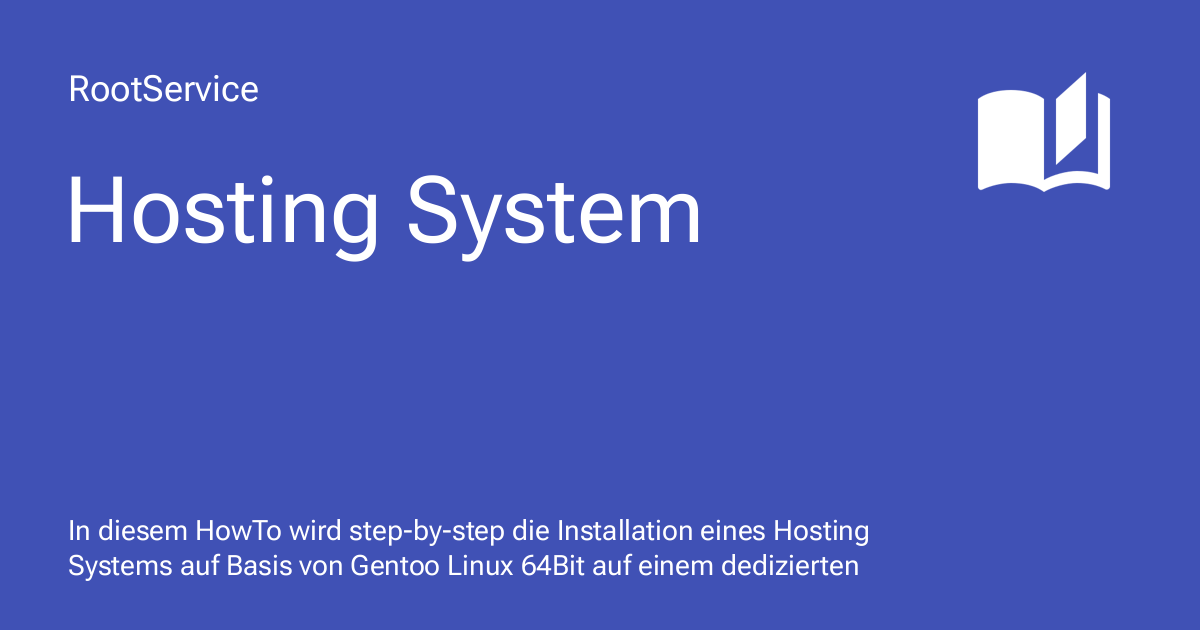 RootService
Hosting System
In diesem HowTo wird step-by-step die Installation eines Hosting
Systems auf Basis von Gentoo Linux 64Bit auf einem dedizierten